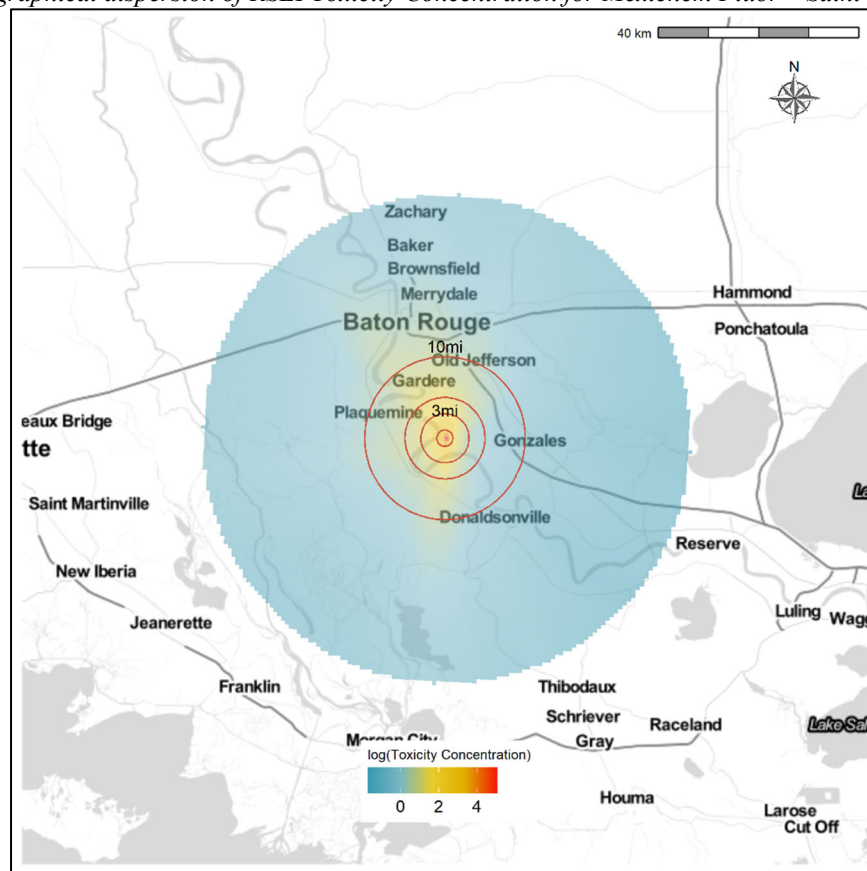 40 km
N
Zachary
Baker
Brownsfield
Merrydale
Hammond
Baton Rouge
Ponchatoula
10mi
Old Jefferson
Gardere
Plaquemine
3mi
eaux Bridge
Gonzales
tte
Saint Martinville
Donaldsonville
Reserve
New Iberia
Luling
Jeanerette
Franklin
Thibodaux
Schriever
Raceland
Gray
log(Toxicity Concentration)
0 2 4
Houma
Larose
Cut Off